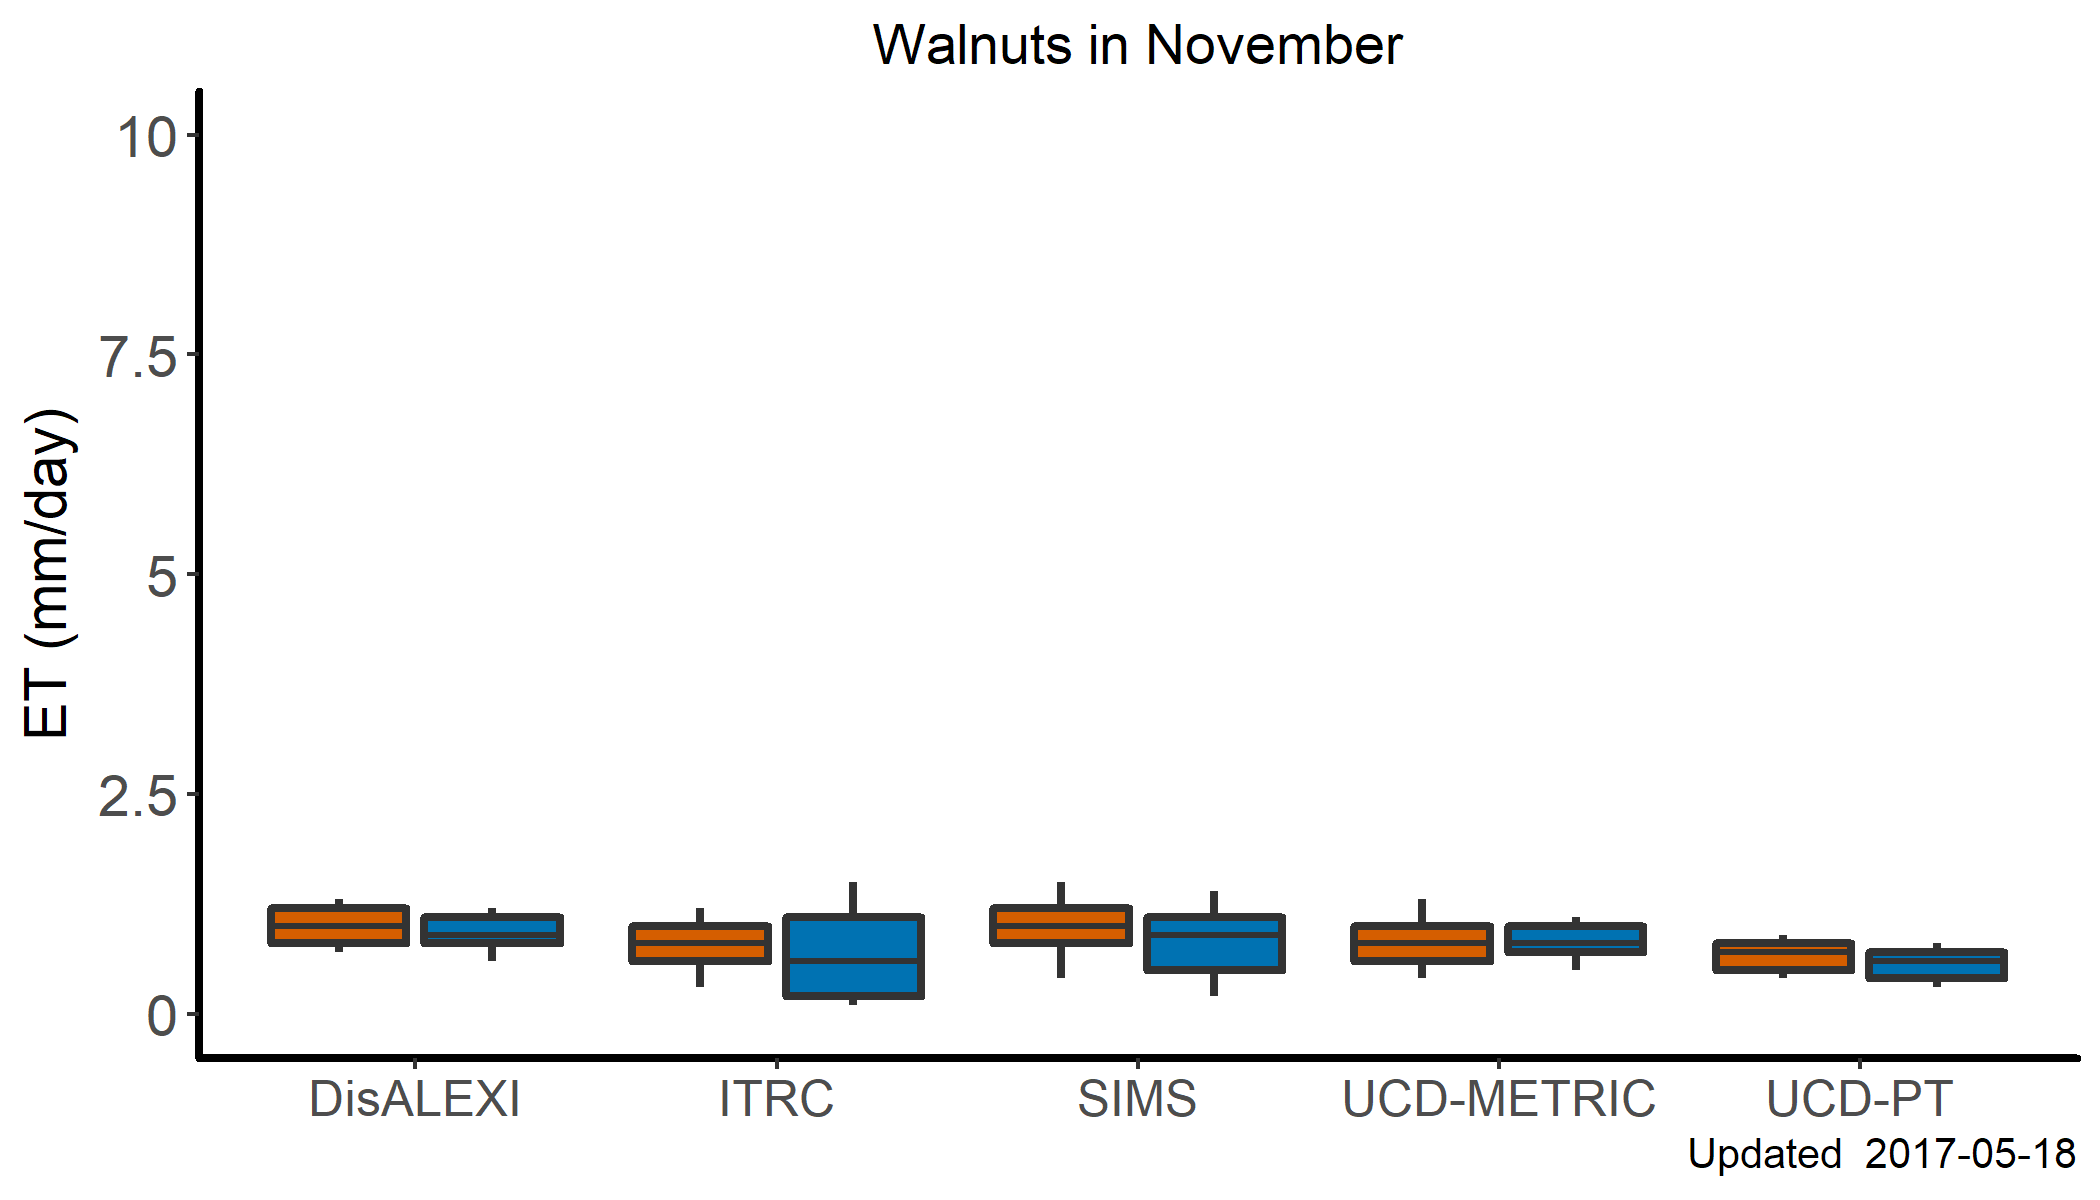 Walnuts in November
10
7.5
5
2.5
0
ET (mm/day)
DisALEXI ITRC SIMS UCD-METRIC UCD-PT
Updated  2017-05-18